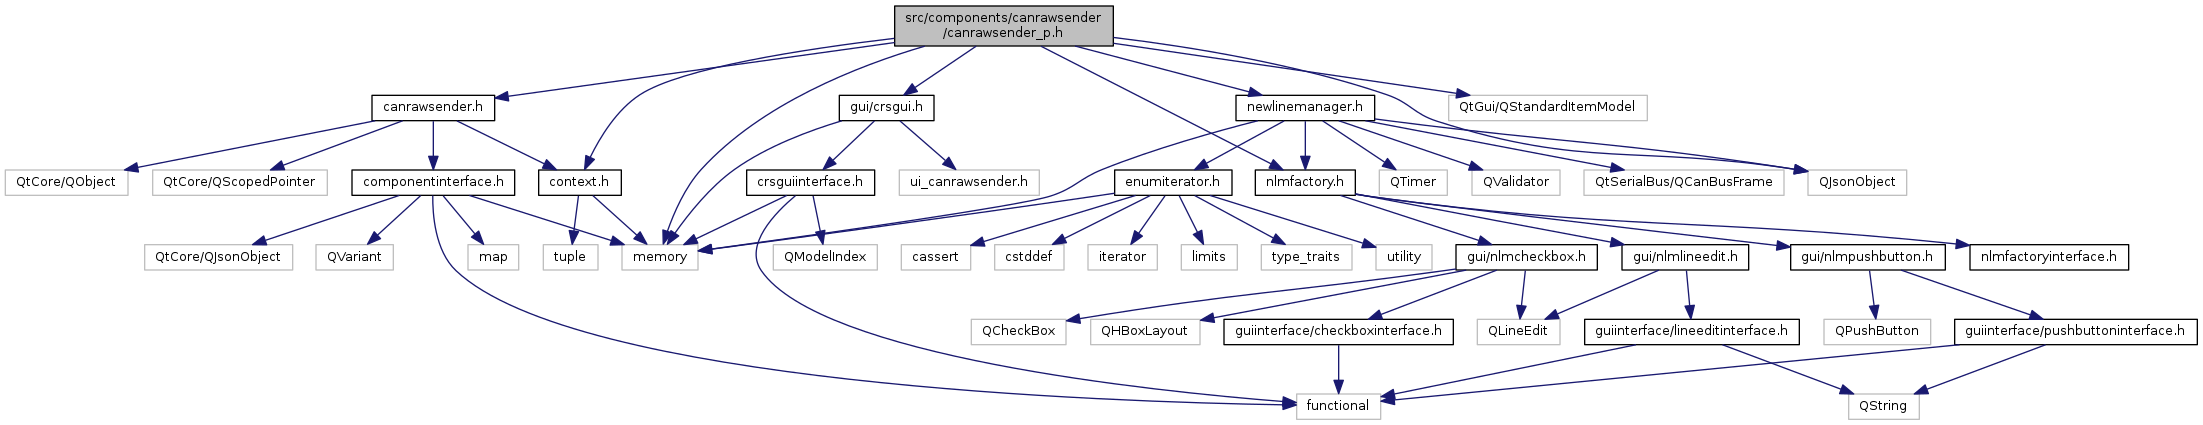 src/components/canrawsender
/canrawsender_p.h
canrawsender.h
gui/crsgui.h
newlinemanager.h
QtGui/QStandardItemModel
QtCore/QObject
QtCore/QScopedPointer
componentinterface.h
context.h
crsguiinterface.h
ui_canrawsender.h
enumiterator.h
nlmfactory.h
QTimer
QValidator
QtSerialBus/QCanBusFrame
QJsonObject
QtCore/QJsonObject
QVariant
map
tuple
memory
QModelIndex
cassert
cstddef
iterator
limits
type_traits
utility
gui/nlmcheckbox.h
gui/nlmlineedit.h
gui/nlmpushbutton.h
nlmfactoryinterface.h
QCheckBox
QHBoxLayout
guiinterface/checkboxinterface.h
QLineEdit
guiinterface/lineeditinterface.h
QPushButton
guiinterface/pushbuttoninterface.h
functional
QString